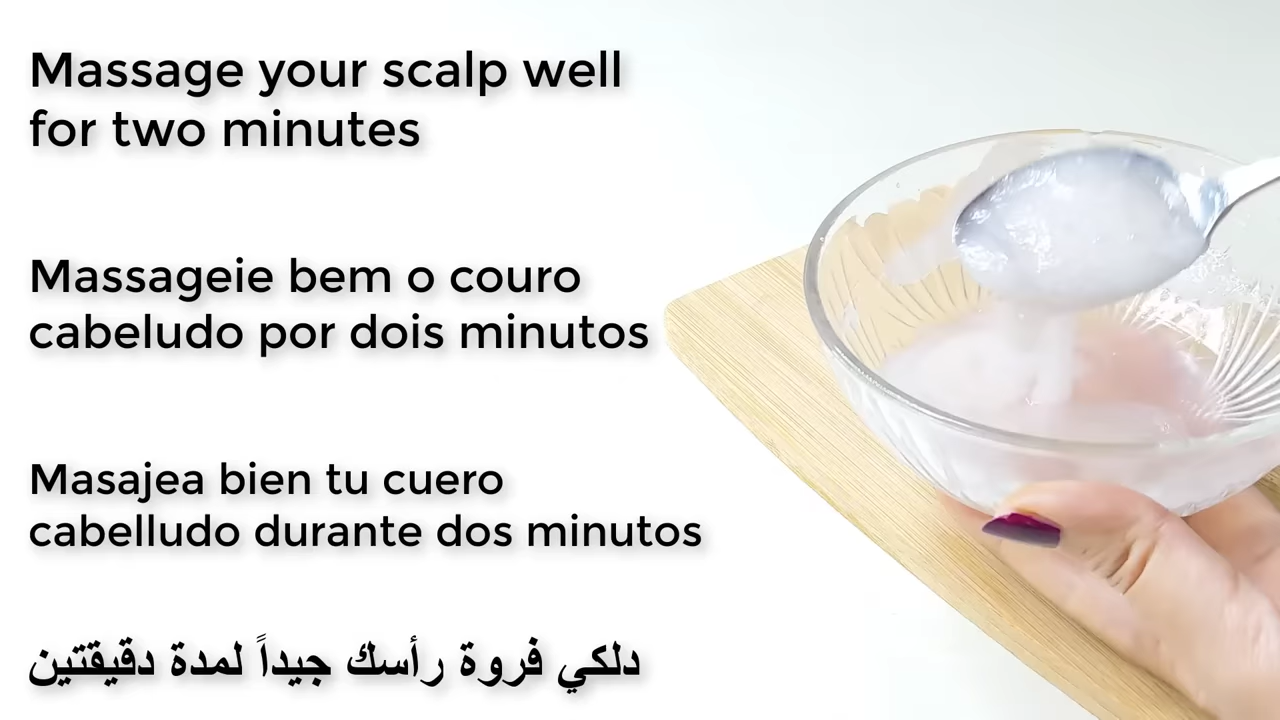 Massage your scalp well
for two minutes
Massageie bem o couro
cabeludo por dois minutos
Masajea bien tu cuero
cabelludo durante dos minutos
دلكي فروة رأسك جيداً لمدة دقيقتين